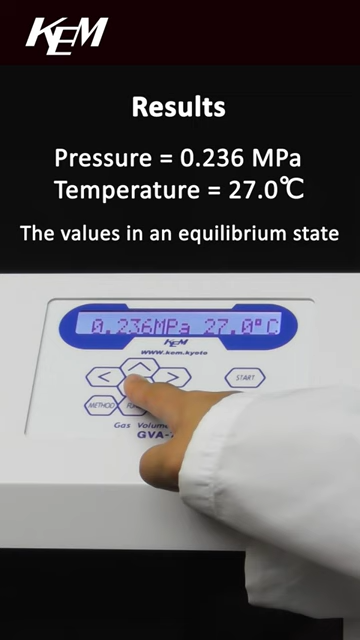 KEM
Results
Pressure = 0.236 MPa
Temperature = 27.0℃
The values in an equilibrium state
0.236MPa 27.0°C
KEM
www.kem.kyoto
< ^ >
START
METHOD
Gas Volume
GVA-